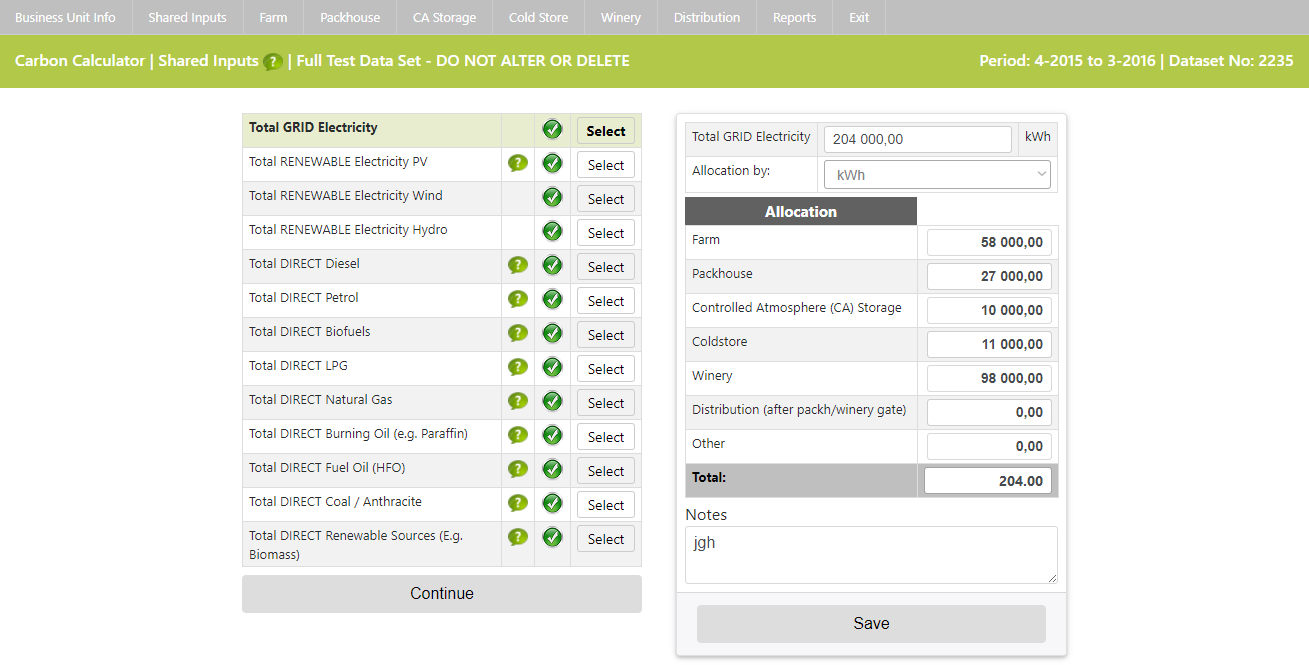 Business Unit Info Shared Inputs Farm Packhouse CA Storage Cold Store Winery Distribution Reports Exit
Carbon Calculator | Shared Inputs ? | Full Test Data Set - DO NOT ALTER OR DELETE Period: 4-2015 to 3-2016 | Dataset No: 2235
Total GRID Electricity Select
Total RENEWABLE Electricity PV ? Select
Total RENEWABLE Electricity Wind Select
Total RENEWABLE Electricity Hydro Select
Total DIRECT Diesel ? Select
Total DIRECT Petrol ? Select
Total DIRECT Biofuels ? Select
Total DIRECT LPG ? Select
Total DIRECT Natural Gas ? Select
Total DIRECT Burning Oil (e.g. Paraffin) ? Select
Total DIRECT Fuel Oil (HFO) ? Select
Total DIRECT Coal / Anthracite ? Select
Total DIRECT Renewable Sources (E.g. ? Select
Biomass)
Continue
Total GRID Electricity 204 000,00 kWh
Allocation by: kWh
Allocation
Farm 58 000,00
Packhouse 27 000,00
Controlled Atmosphere (CA) Storage 10 000,00
Coldstore 11 000,00
Winery 98 000,00
Distribution (after packh/winery gate) 0,00
Other 0,00
Total: 204.00
Notes
jgh
Save